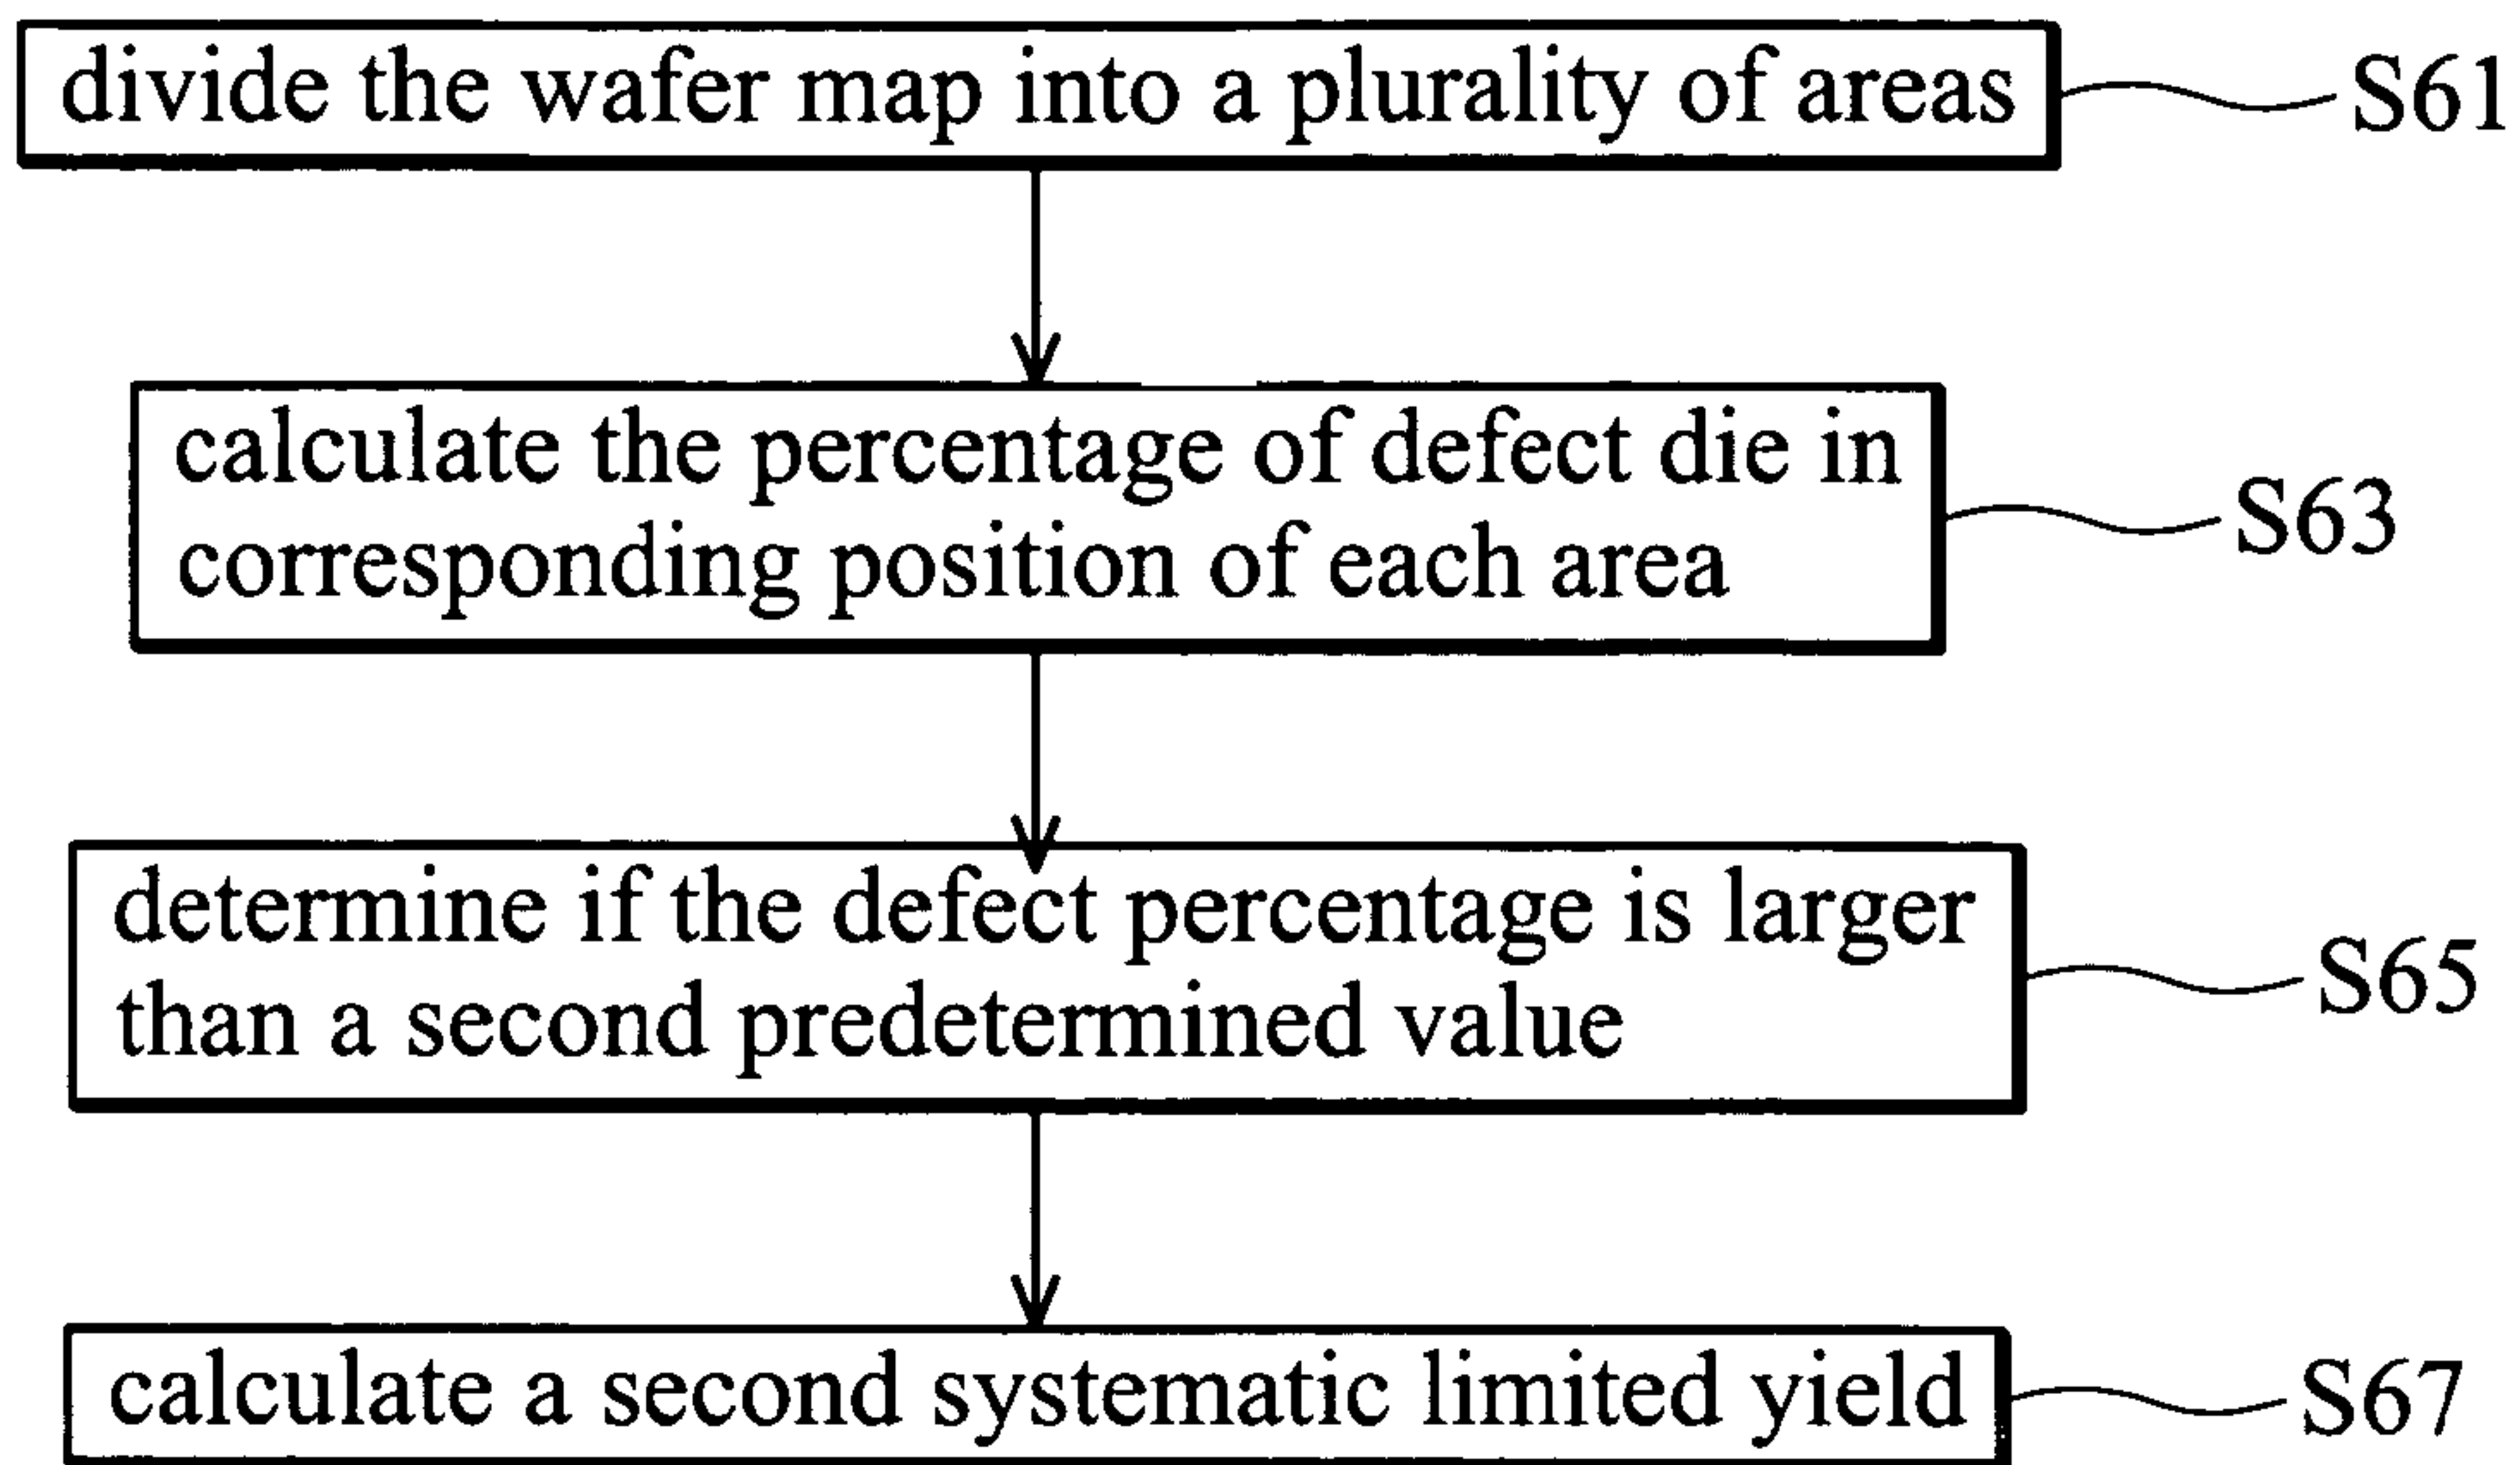 divide the wafer map into a plurality of areas
S61
calculate the percentage of defect die in
corresponding position of each area
S63
determine if the defect percentage is larger
than a second predetermined value
S65
calculate a second systematic limited yield
S67